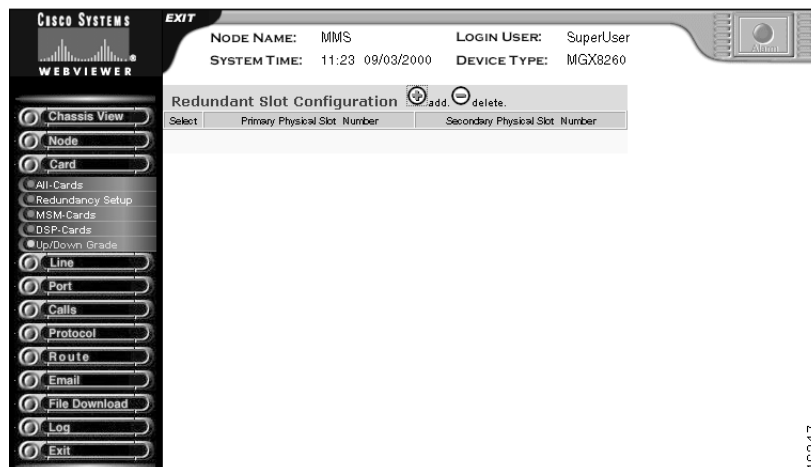 CISCO SYSTEMS
WEBVIEWER
EXIT
NODE NAME: MMS LOGIN USER: SuperUser
SYSTEM TIME: 11:23 09/03/2000 DEVICE TYPE: MGX8260
Alarm
Redundant Slot Configuration add. delete.
Select Primary Physical Slot Number Secondary Physical Slot Number
Chassis View
Node
Card
All-Cards
Redundancy Setup
MSM-Cards
DSP-Cards
Up/Down Grade
Line
Port
Calls
Protocol
Route
Email
File Download
Log
Exit